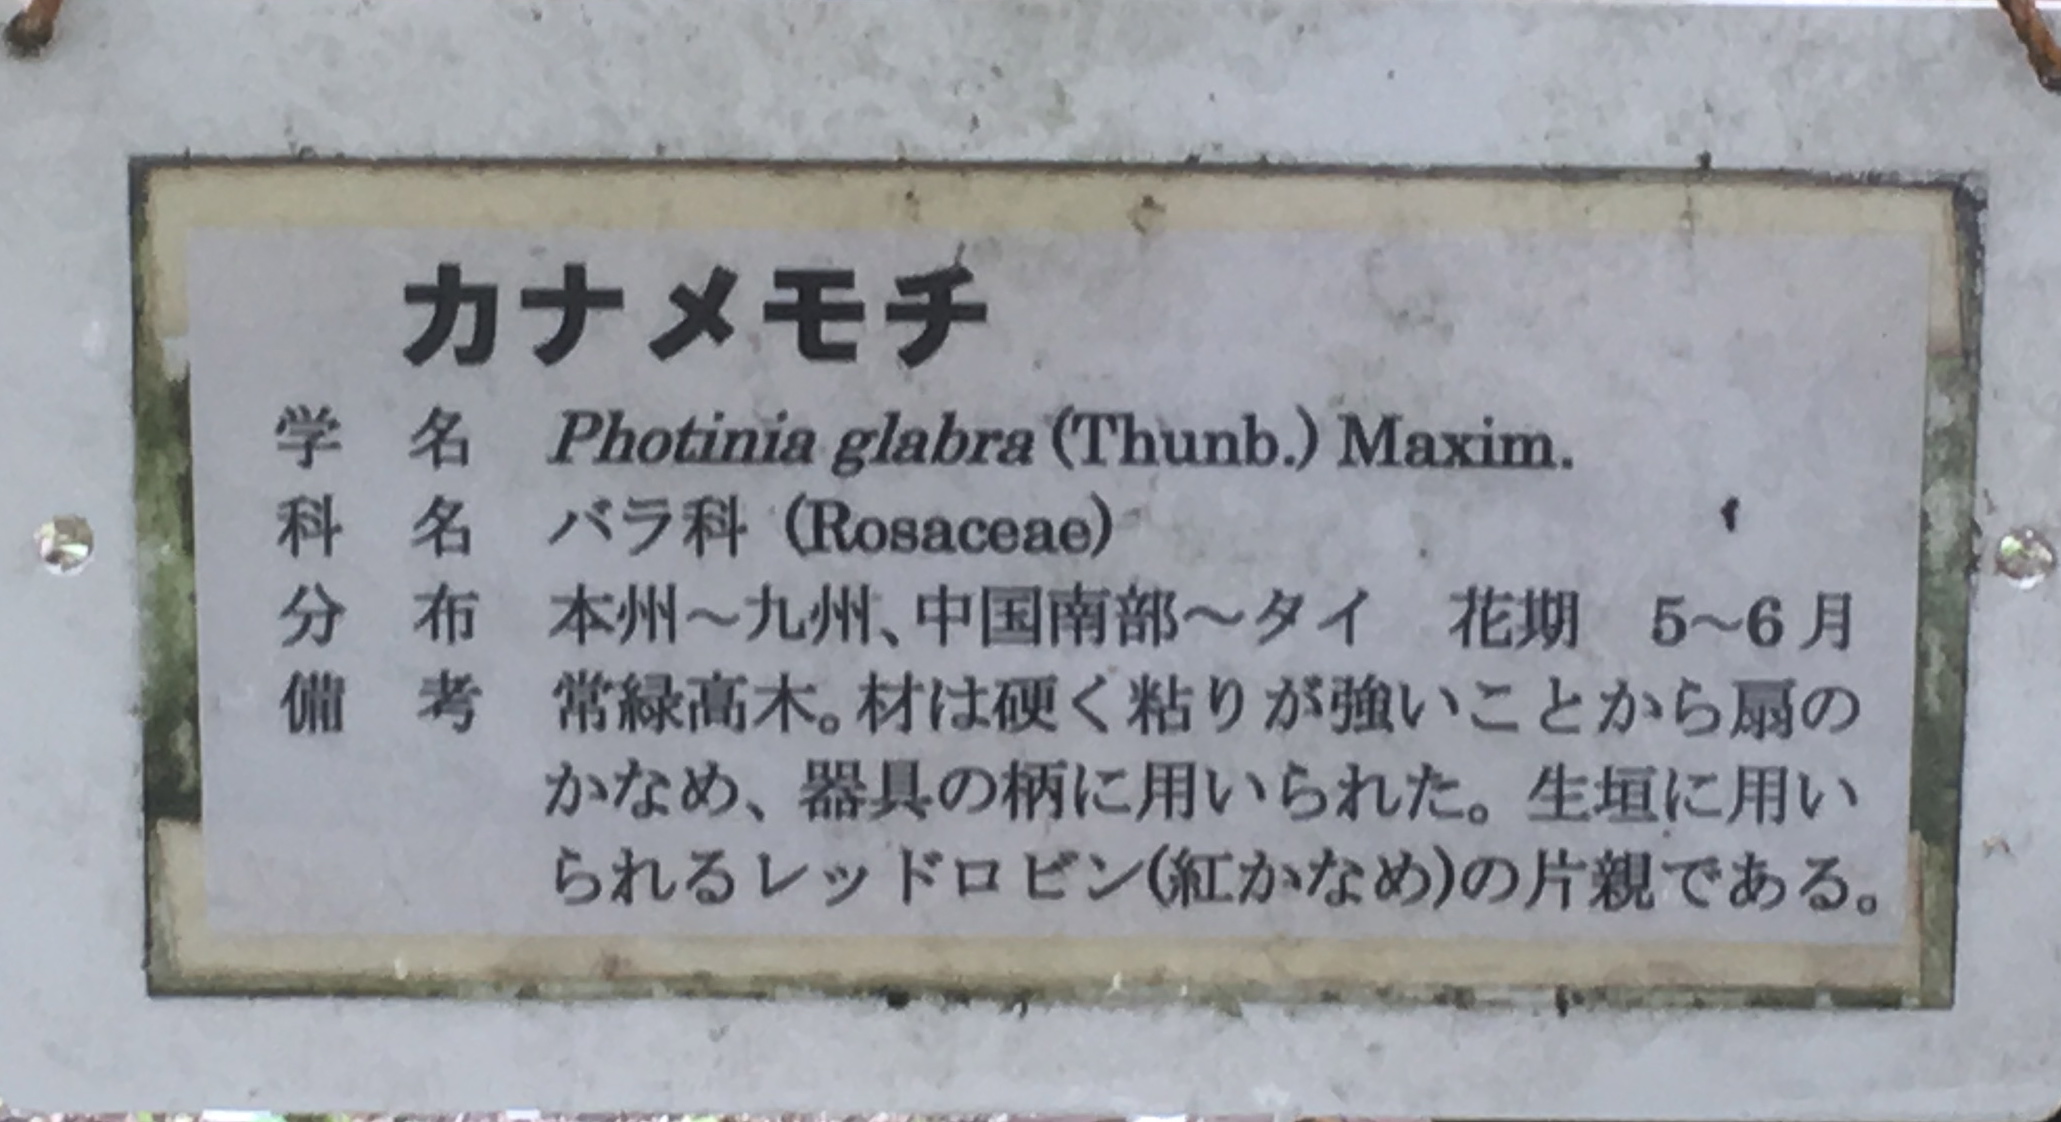 カナメモチ
学　名　Photinia glabra (Thunb.) Maxim.
科　名　バラ科 (Rosaceae)
分　布　本州～九州、中国南部～タイ　花期　5～6月
備　考　常緑高木。材は硬く粘りが強いことから扇の
かなめ、器具の柄に用いられた。生垣に用い
られるレッドロビン(紅かなめ)の片親である。